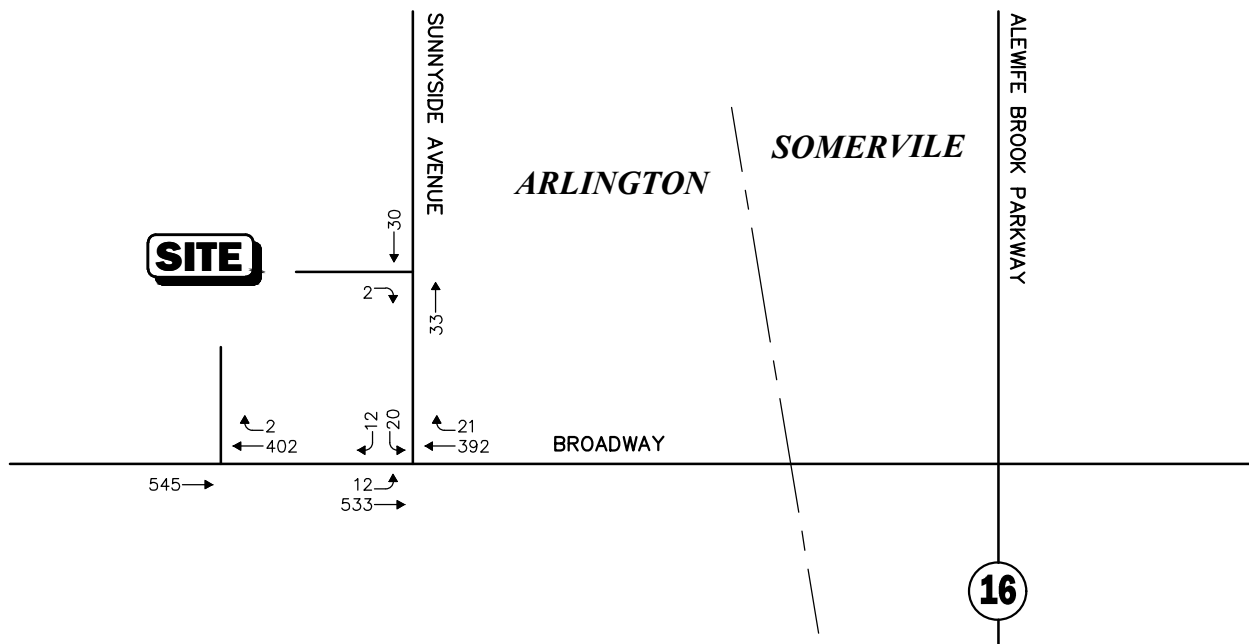 SUNNYSIDE AVENUE
ALEWIFE BROOK PARKWAY
SOMERVILE
ARLINGTON
30
SITE
2
33
12
20
2
402
21
392
BROADWAY
545
12
533
16